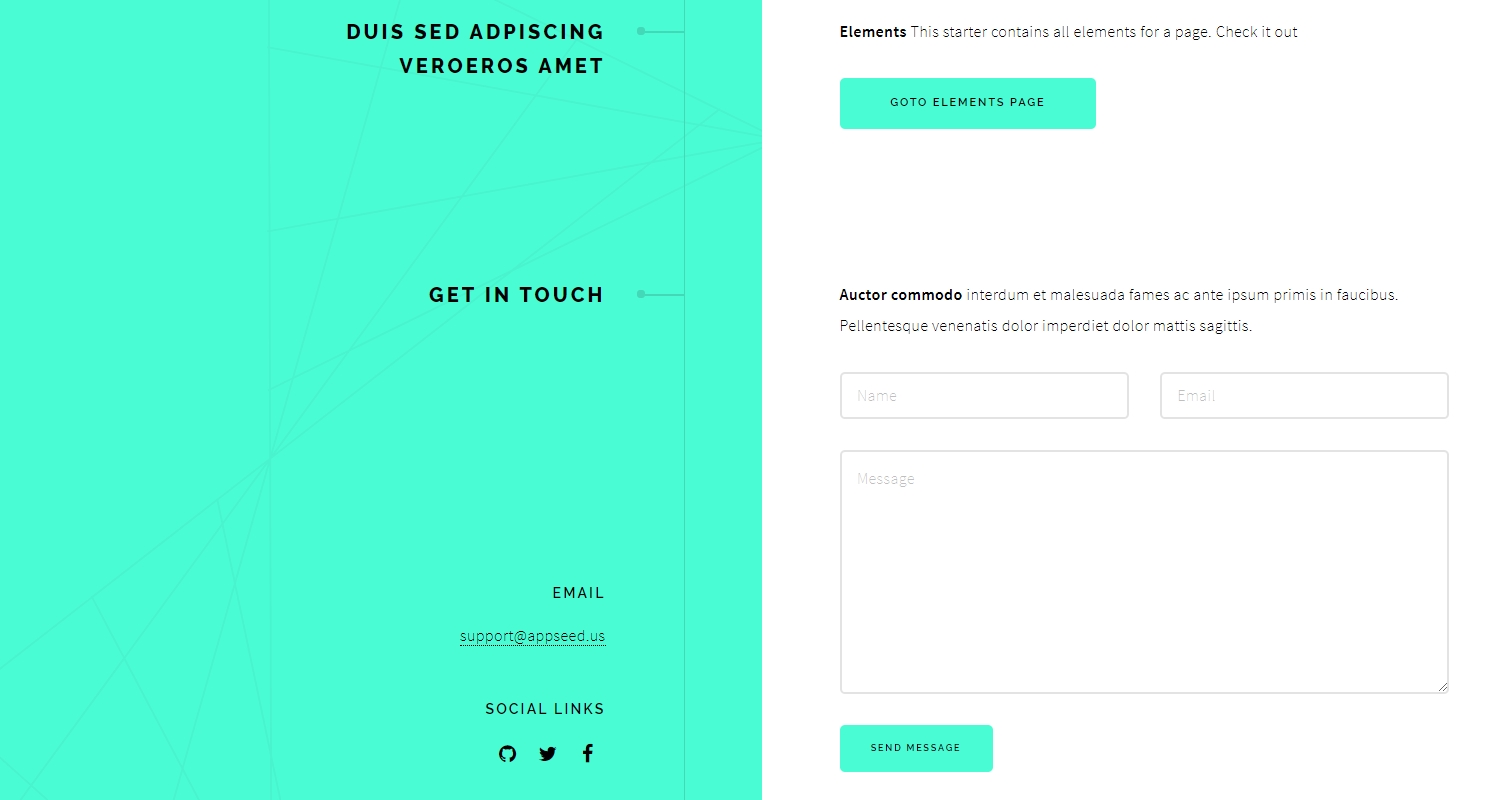 DUIS SED ADPISCING
VEROEROS AMET
Elements This starter contains all elements for a page. Check it out
GOTO ELEMENTS PAGE
GET IN TOUCH
Auctor commodo interdum et malesuada fames ac ante ipsum primis in faucibus.
Pellentesque venenatis dolor imperdiet dolor mattis sagittis.
Name
Email
Message
SEND MESSAGE
EMAIL
support@appseed.us
SOCIAL LINKS